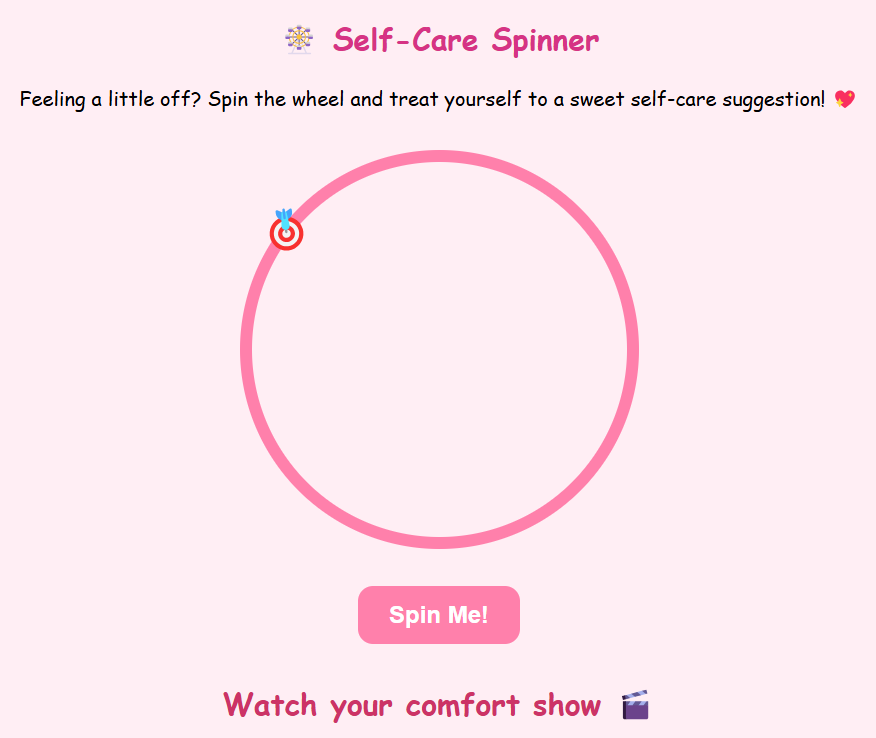 🎡 Self-Care Spinner
Feeling a little off? Spin the wheel and treat yourself to a sweet self-care suggestion! 💖
Spin Me!
Watch your comfort show 🎬